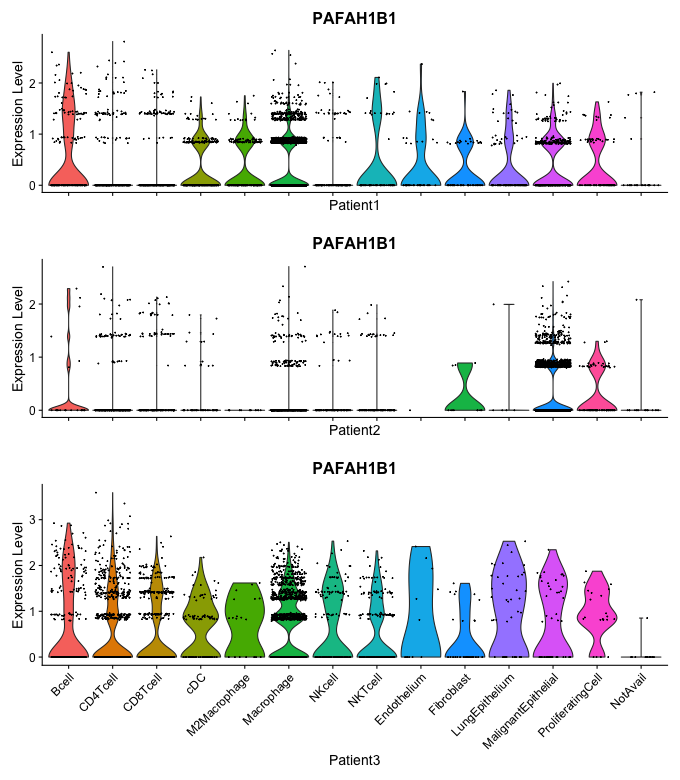 PAFAH1B1
Expression Level
2
1
0
Patient1
PAFAH1B1
Expression Level
2
1
0
Patient2
PAFAH1B1
Expression Level
3
2
1
0
Bcell
CD4Tcell
CD8Tcell
cDC
M2Macrophage
Macrophage
NKcell
NKTcell
Endothelium
Fibroblast
LungEpithelium
MalignantEpithelial
ProliferatingCell
NotAvail
Patient3